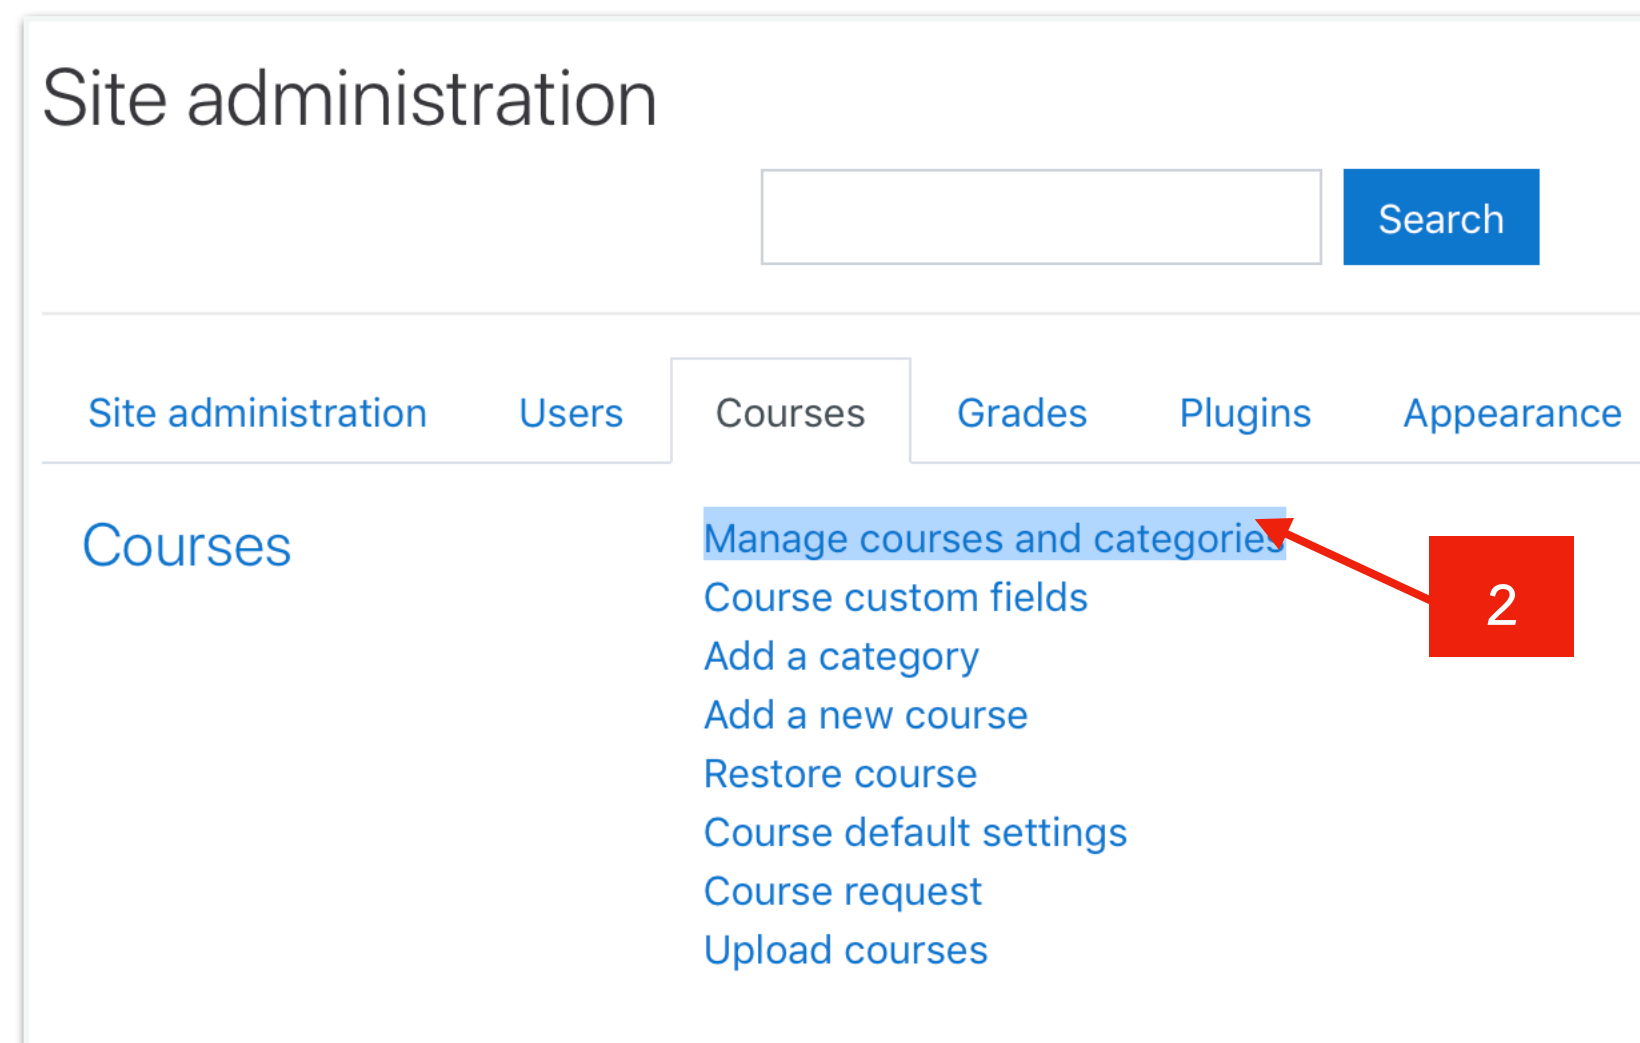 Site administration
Search
Site administration Users Courses Grades Plugins Appearance
Courses
Manage courses and categories
2
Course custom fields
Add a category
Add a new course
Restore course
Course default settings
Course request
Upload courses